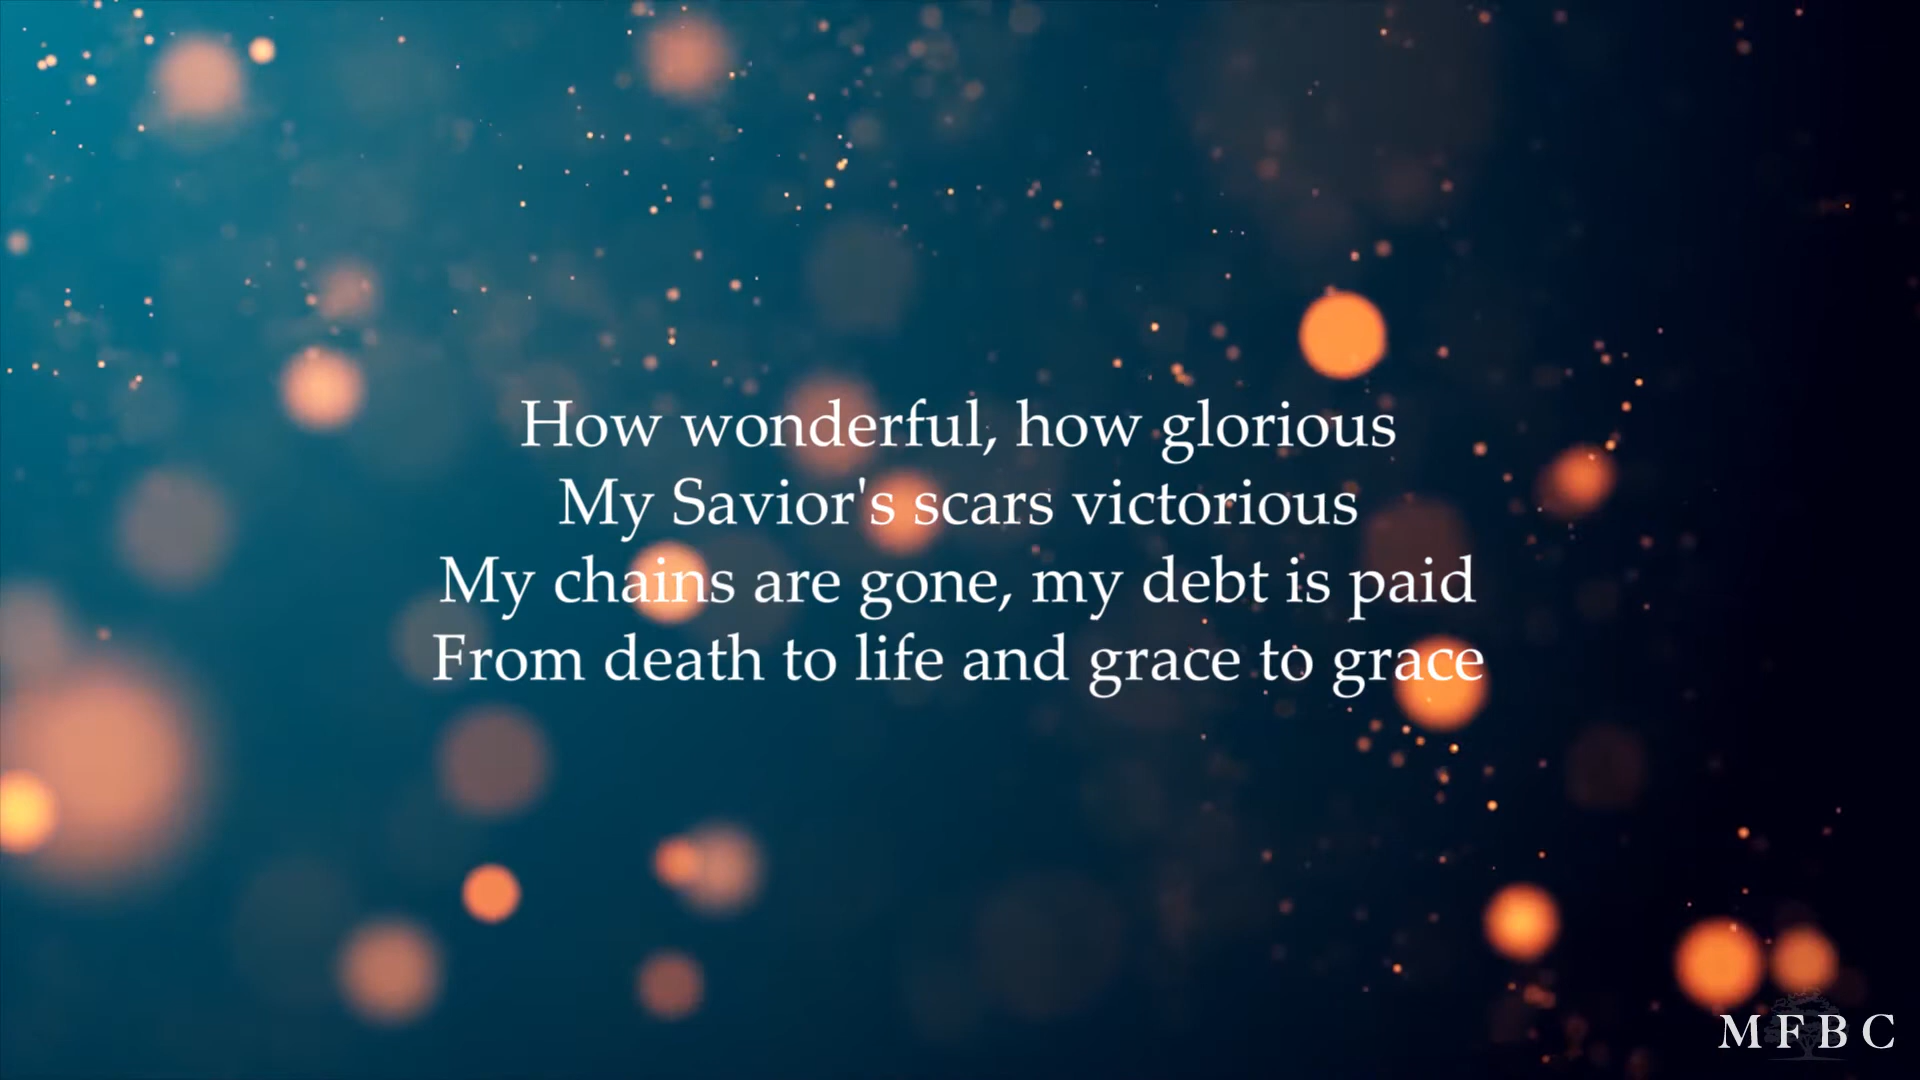 How wonderful, how glorious
My Savior's scars victorious
My chains are gone, my debt is paid
From death to life and grace to grace
MFBC